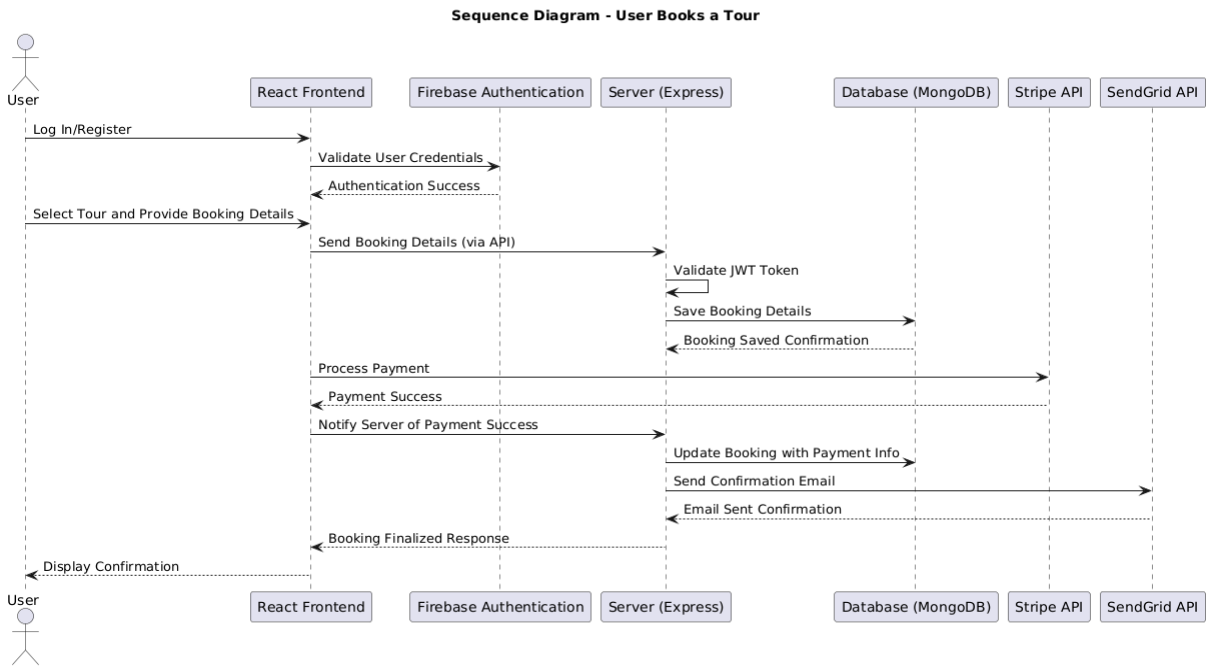 Sequence Diagram - User Books a Tour
User
React Frontend
Firebase Authentication
Server (Express)
Database (MongoDB)
Stripe API
SendGrid API
Log In/Register
Validate User Credentials
Authentication Success
Select Tour and Provide Booking Details
Send Booking Details (via API)
Validate JWT Token
Save Booking Details
Booking Saved Confirmation
Process Payment
Payment Success
Notify Server of Payment Success
Update Booking with Payment Info
Send Confirmation Email
Email Sent Confirmation
Booking Finalized Response
Display Confirmation
User
React Frontend
Firebase Authentication
Server (Express)
Database (MongoDB)
Stripe API
SendGrid API